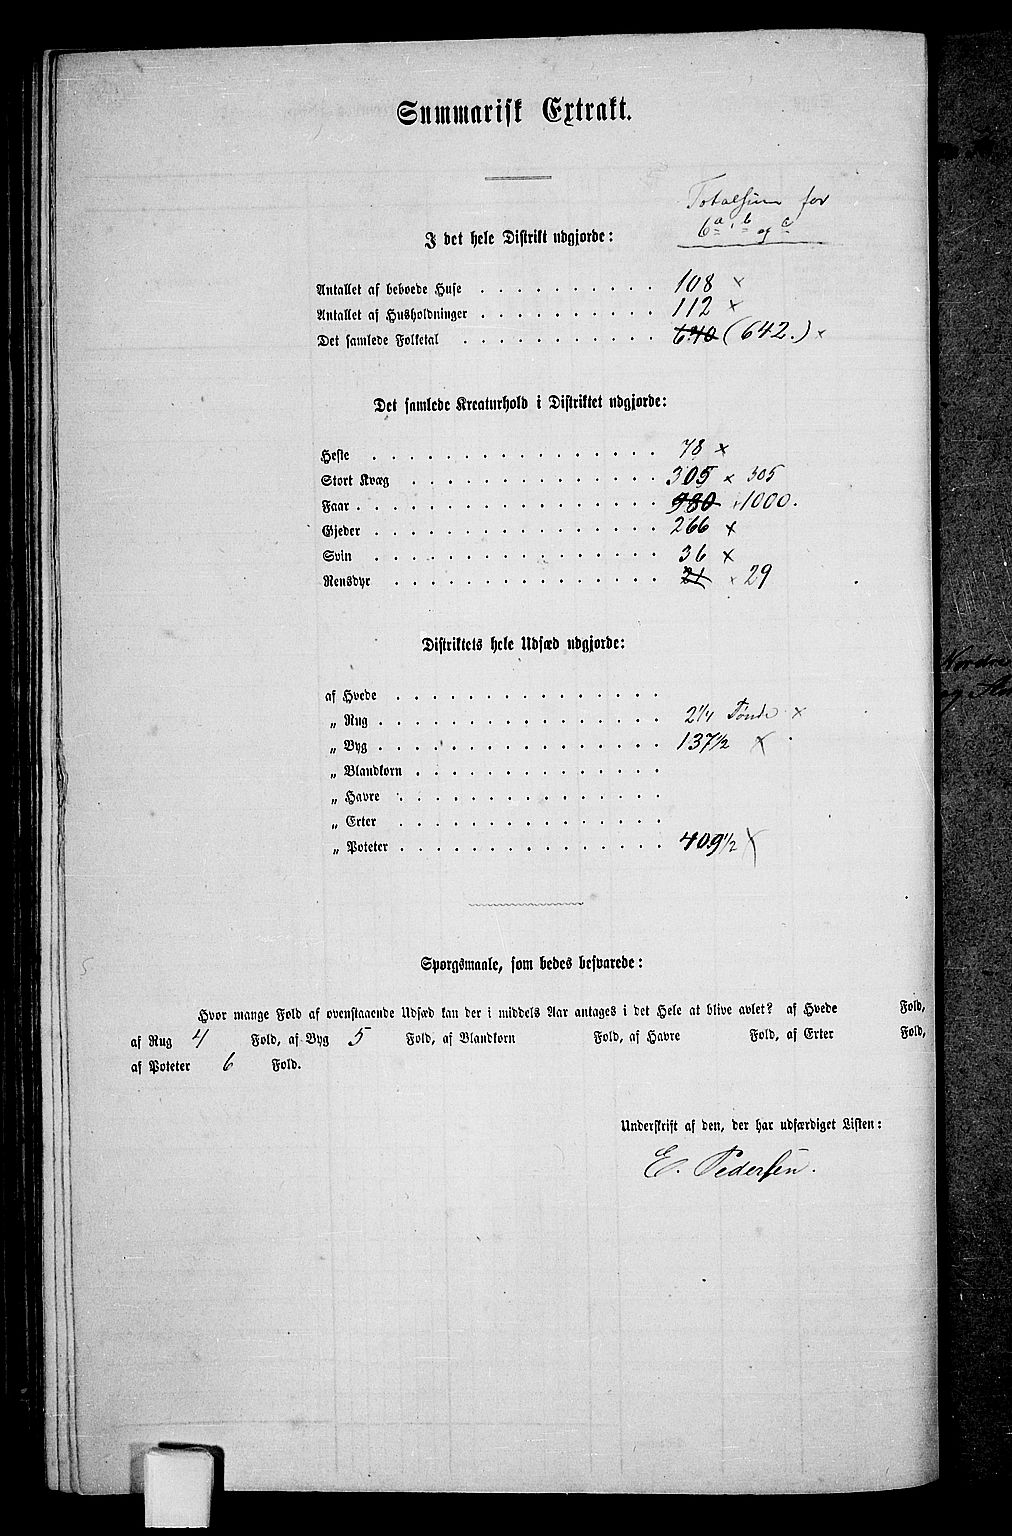 Summarisk Extrakt.
Totalsum for
6a, b og c
I det hele Distrikt udgjorde:
Antallet af beboede Huse . . . . . . . . . . 108 ×
Antallet af Husholdninger . . . . . . . . . . 112 ×
Det samlede Folketal . . . . . . . . . . . 640 (642.) ×
Det samlede Kreaturhold i Distriktet udgjorde:
Heste . . . . . . . . . . . . . . . . 78 ×
Stort Kvæg . . . . . . . . . . . . . . 305 × 305
Faar . . . . . . . . . . . . . . . . . 980 1000.
Gjeder . . . . . . . . . . . . . . . . 266 ×
Svin . . . . . . . . . . . . . . . . 36 ×
Rensdyr . . . . . . . . . . . . . . . 21 × 29
Distriktets hele Udsæd udgjorde:
af Hvede . . . . . . . . . . . . . . .
„ Rug . . . . . . . . . . . . . . . . 2 1/4 Tønde ×
„ Byg . . . . . . . . . . . . . . . . 137 1/2 ×
„ Blandkorn . . . . . . . . . . . . . .
„ Havre . . . . . . . . . . . . . . .
„ Erter . . . . . . . . . . . . . . .
„ Poteter . . . . . . . . . . . . . . . 409 1/2 ×
Spørgsmaale, som bedes besvarede:
Hvor mange Fold af ovenstaaende Udsæd kan der i middels Aar antages i det Hele at blive avlet? af Hvede Fold,
af Rug 4 Fold, af Byg 5 Fold, af Blandkorn Fold, af Havre Fold, af Erter Fold,
af Poteter 6 Fold.
Underskrift af den, der har udfærdiget Listen:
E. Pedersen.